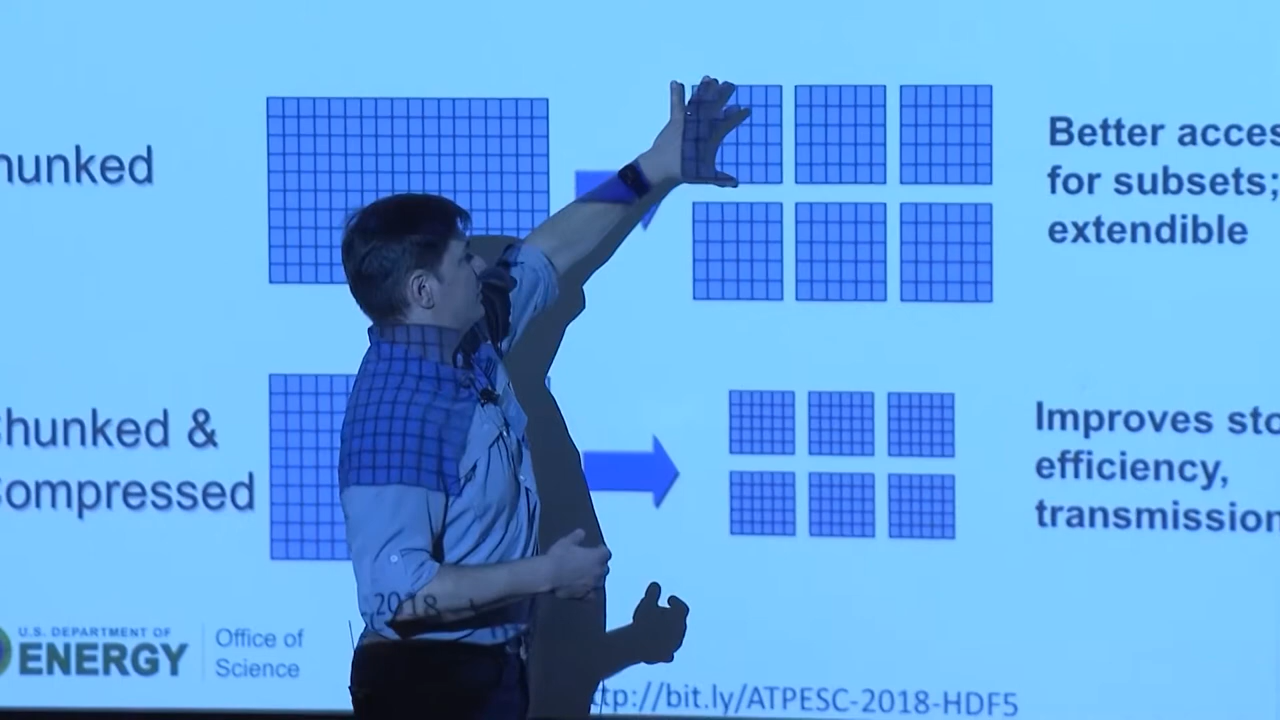 hunked
Better acces
for subsets;
extendible
hunked &
ompressed
Improves sto
efficiency,
transmission
2018
U.S. DEPARTMENT OF
ENERGY
Office of
Science
ttp://bit.ly/ATPESC-2018-HDF5